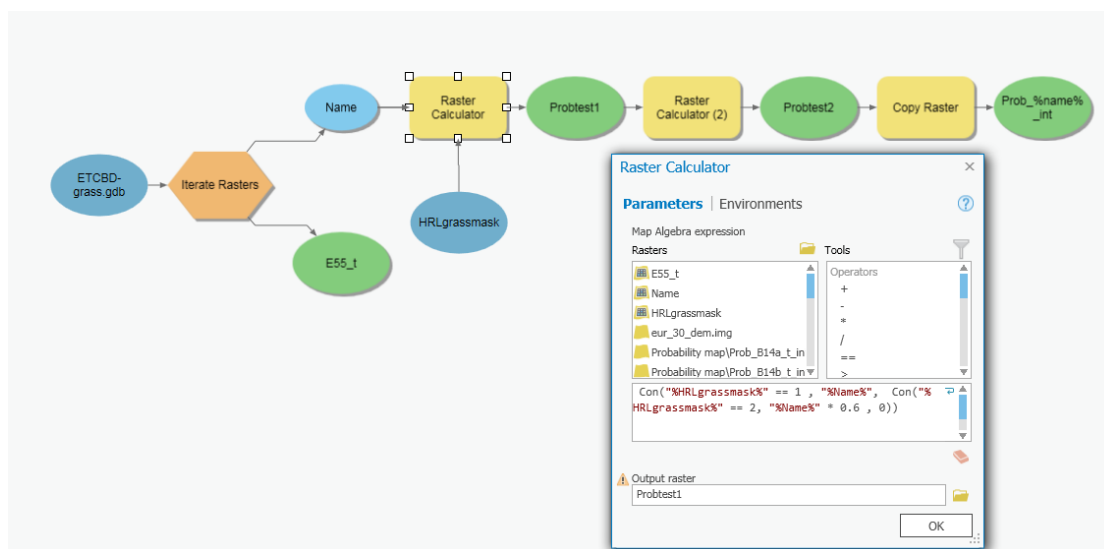 Name
Raster
Calculator
Probtest1
Raster
Calculator (2)
Probtest2
Copy Raster
Prob_%name%
_int
ETCBD-
grass.gdb
Iterate Rasters
HRLgrassmask
E55_t
Raster Calculator
Parameters | Environments
Map Algebra expression
Rasters
Tools
E55_t
Name
HRLgrassmask
eur_30_dem.img
Probability map\Prob_B14a_t_in
Probability map\Prob_B14b_t_in
Operators
+
-
*
/
==
>
Con("%HRLgrassmask%" == 1 , "%Name%", Con("%
HRLgrassmask%" == 2, "%Name%" * 0.6 , 0))
Output raster
Probtest1
OK